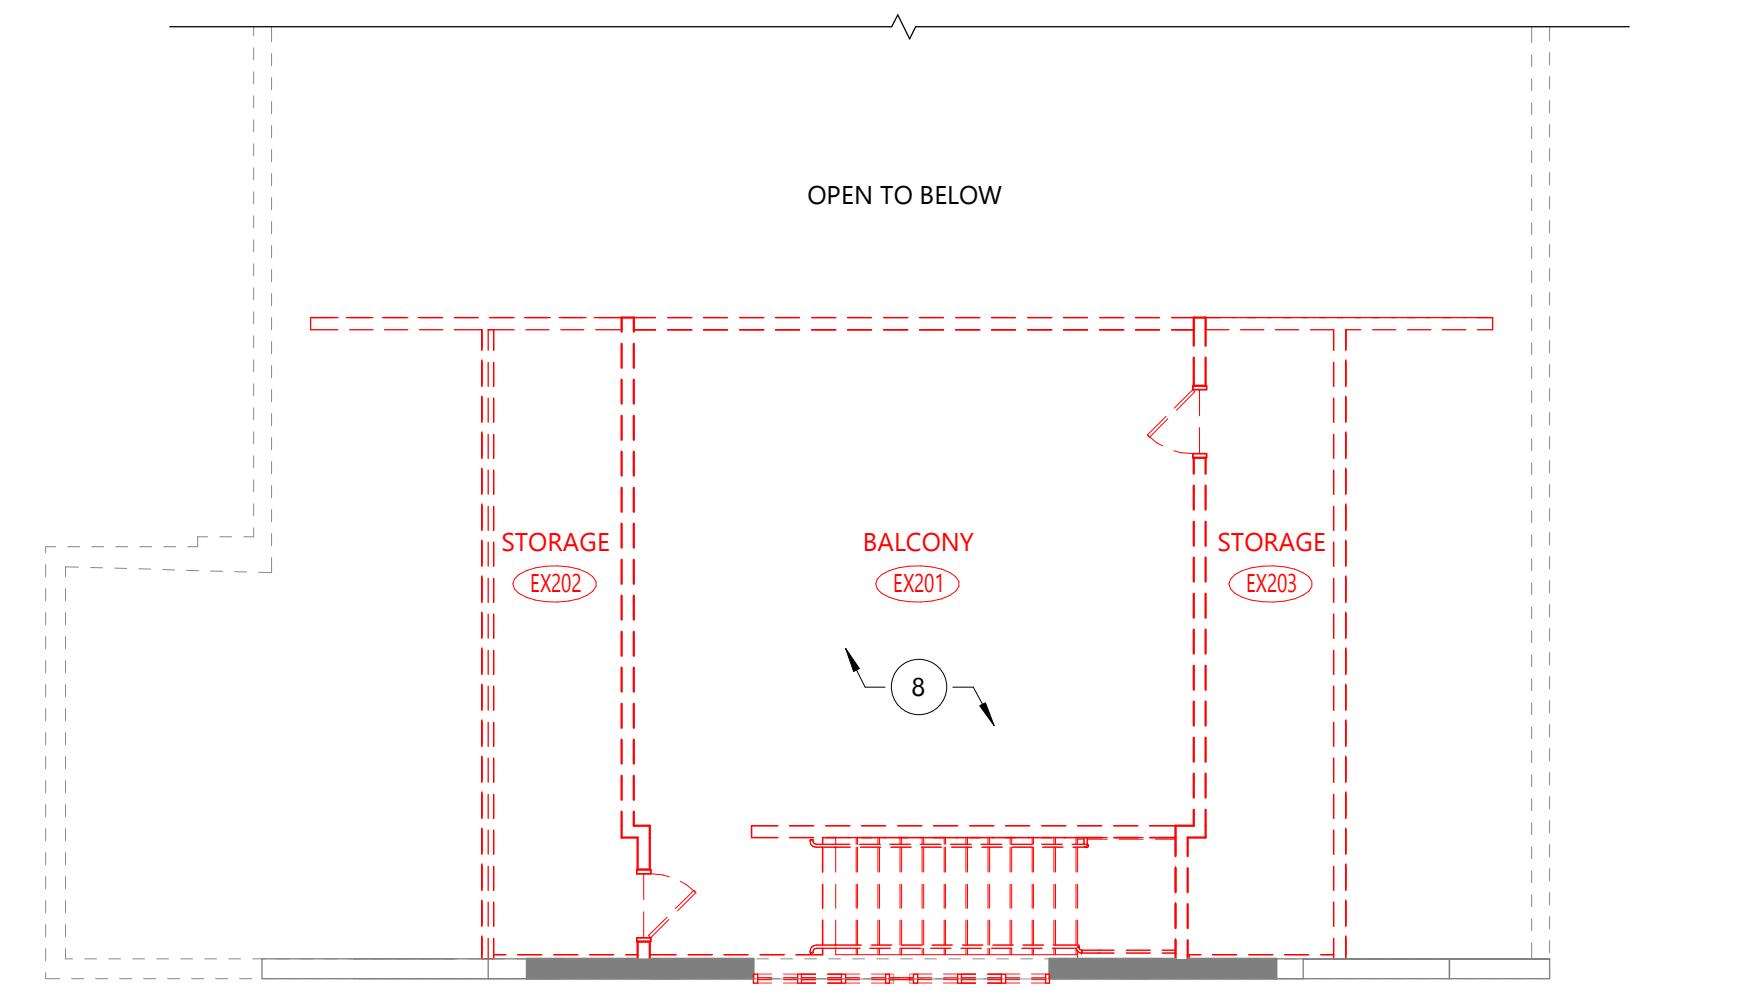 OPEN TO BELOW
STORAGE
EX202
BALCONY
EX201
STORAGE
EX203
8